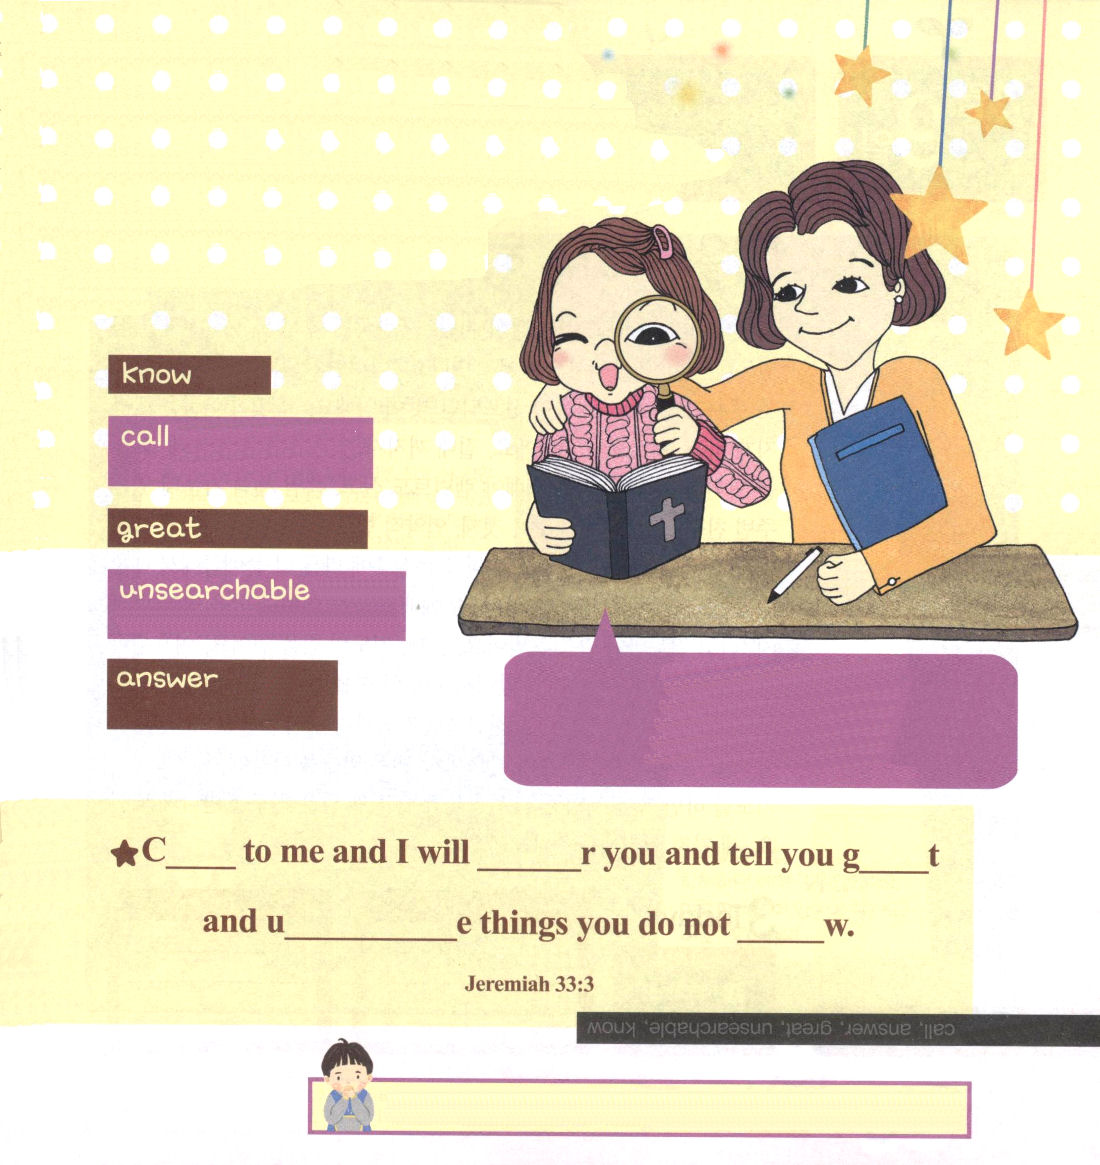 know
call
great
unsearchable
answer
★C____ to me and I will ______r you and tell you g____t
and u__________e things you do not _____w.
Jeremiah 33:3
call, answer, great, unsearchable, know